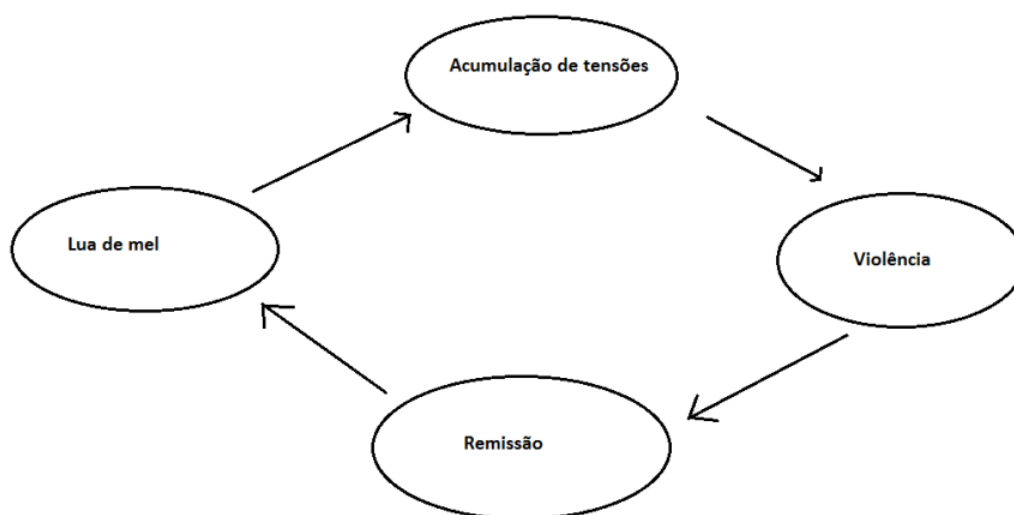 Acumulação de tensões
Lua de mel
Violência
Remissão